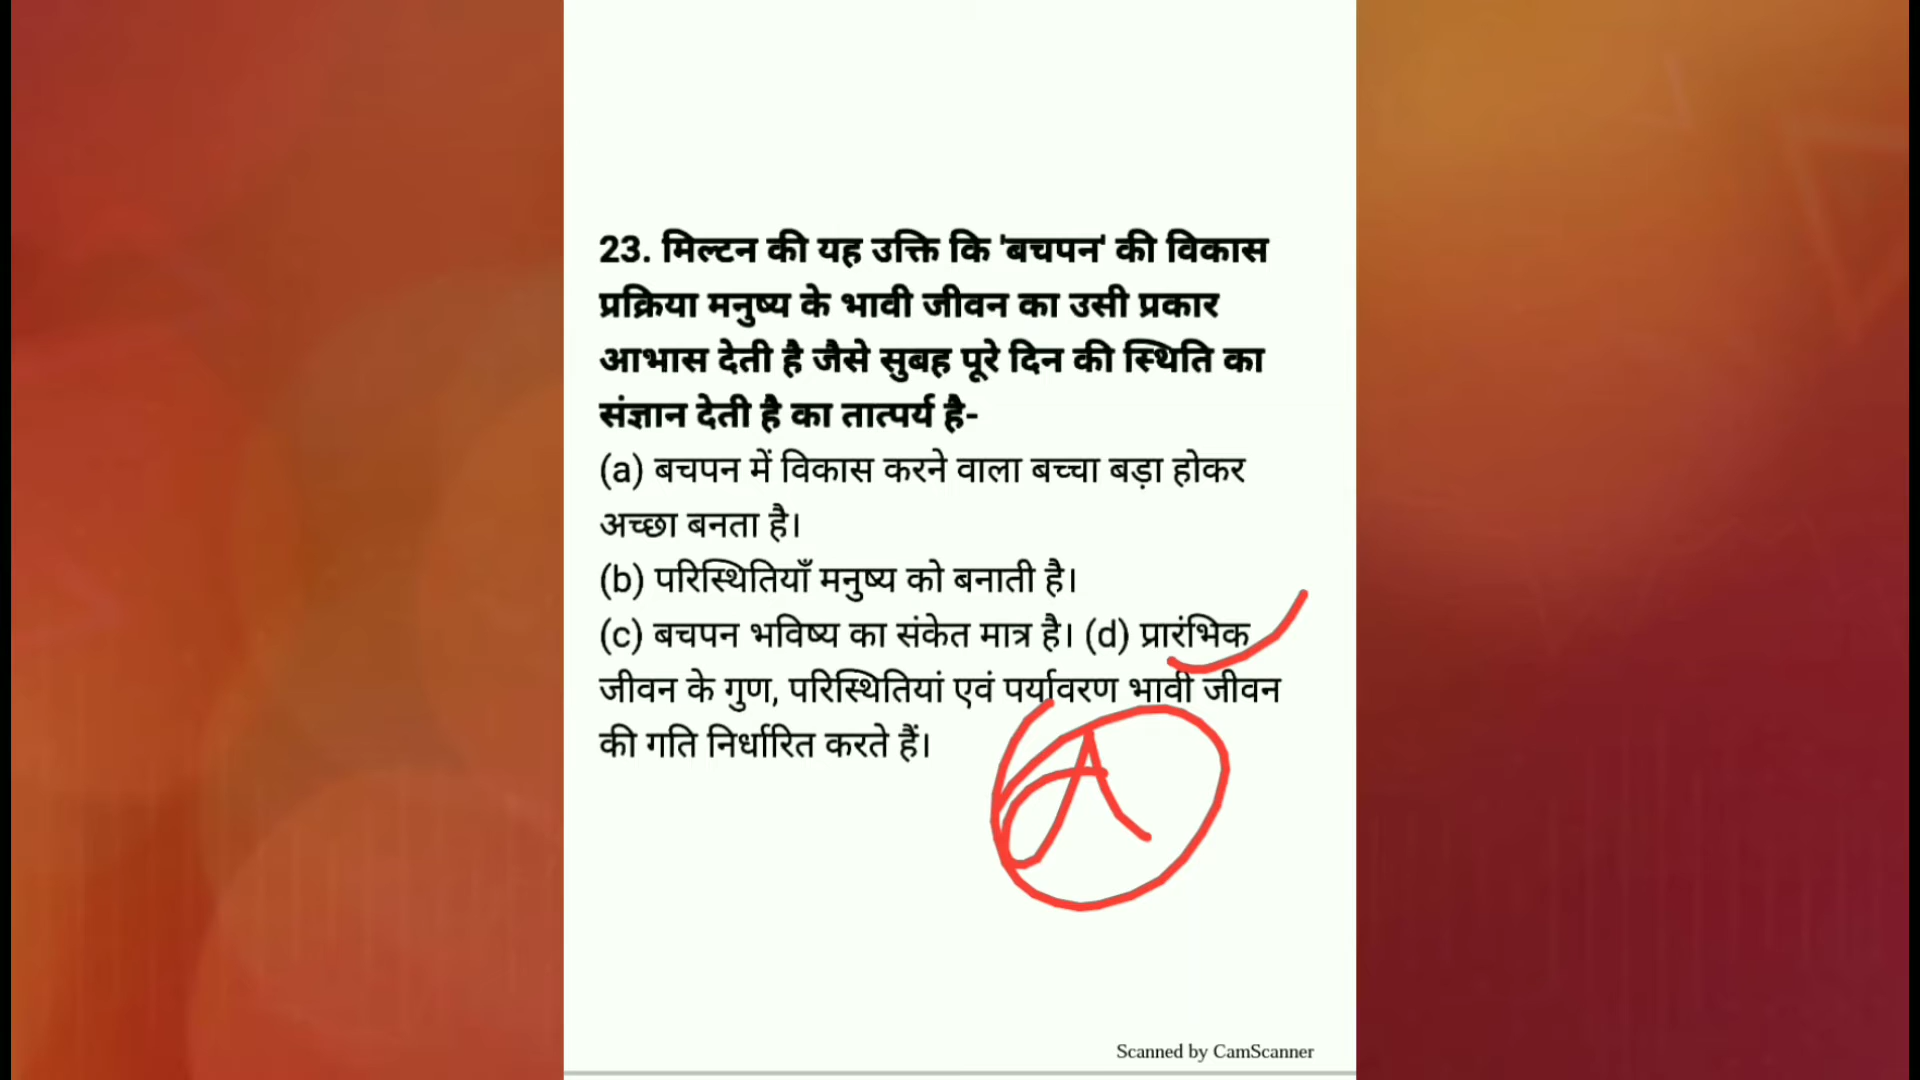 23. मिल्टन की यह उक्ति कि 'बचपन' की विकास
प्रक्रिया मनुष्य के भावी जीवन का उसी प्रकार
आभास देती है जैसे सुबह पूरे दिन की स्थिति का
संज्ञान देती है का तात्पर्य है-
(a) बचपन में विकास करने वाला बच्चा बड़ा होकर
अच्छा बनता है।
(b) परिस्थितियाँ मनुष्य को बनाती है।
(c) बचपन भविष्य का संकेत मात्र है। (d) प्रारंभिक
जीवन के गुण, परिस्थितियां एवं पर्यावरण भावी जीवन
की गति निर्धारित करते हैं।
A
Scanned by CamScanner